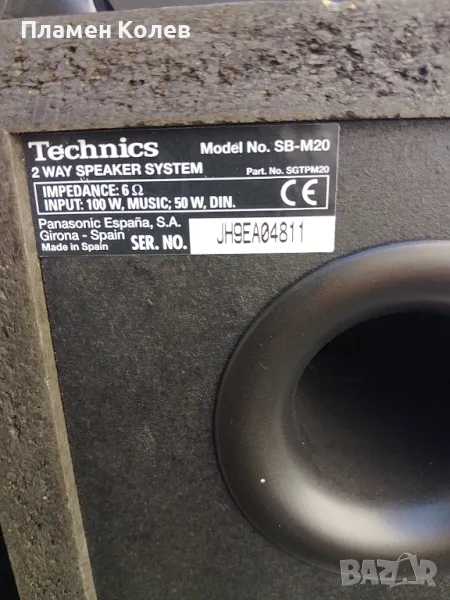 Пламен Колев
Technics Model No. SB-M20
2 WAY SPEAKER SYSTEM Part. No. SGTPM20
IMPEDANCE: 6 Ω
INPUT: 100 W, MUSIC; 50 W, DIN.
CE
Panasonic España, S.A.
Girona - Spain
Made in Spain SER. NO. JH9EA04811
BAZAR